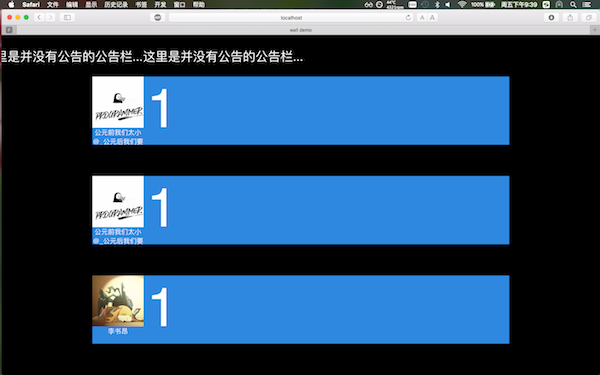 Safari 文件 编辑 显示 历史记录 书签 开发 窗口 帮助
100% 周五下午9:39
localhost
A A
wall demo
里是并没有公告的公告栏...这里是并没有公告的公告栏...
PROGRAMMER
公元前我们太小
@_公元后我们要
1
PROGRAMMER
公元前我们太小
@_公元后我们要
1
李书昂
1